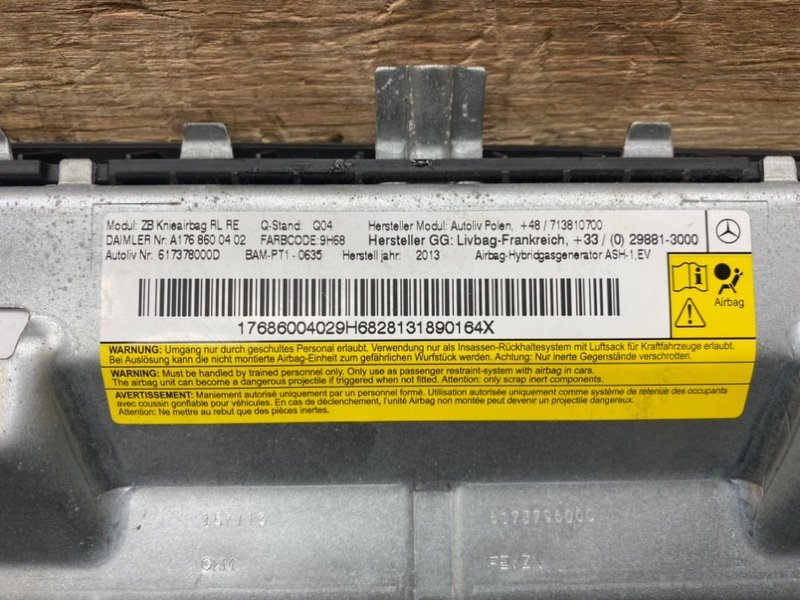 Modul: ZB Knieairbag RL RE Q-Stand: Q04 Hersteller Modul: Autoliv Polen, +48 / 713810700
DAIMLER Nr: A176 860 04 02 FARBCODE: 9H68 Hersteller GG: Livbag-Frankreich, +33 / (0) 29881-3000
Autoliv Nr: 617378000D BAM-PT1 - 0635 Herstelljahr: 2013 Airbag-Hybridgasgenerator ASH-1,EV
Airbag
17686004029H6828131890164X
WARNUNG: Umgang nur durch geschultes Personal erlaubt. Verwendung nur als Insassen-Rückhaltesystem mit Luftsack für Kraftfahrzeuge erlaubt.
Bei Auslösung kann die nicht montierte Airbag-Einheit zum gefährlichen Wurfstück werden. Achtung: Nur inerte Gegenstände verschrotten.
WARNING: Must be handled by trained personnel only. Only use as passenger restraint-system with airbag in cars.
The airbag unit can become a dangerous projectile if triggered when not fitted. Attention: only scrap inert components.
AVERTISSEMENT: Maniement autorisé uniquement par un personnel formé. Utilisation autorisée uniquement comme système de retenue des occupants
avec coussin gonflable pour véhicules. En cas de déclenchement, l'unité Airbag non montée peut devenir un projectile dangereux.
Attention: Ne mettre au rebut que des pièces inertes.